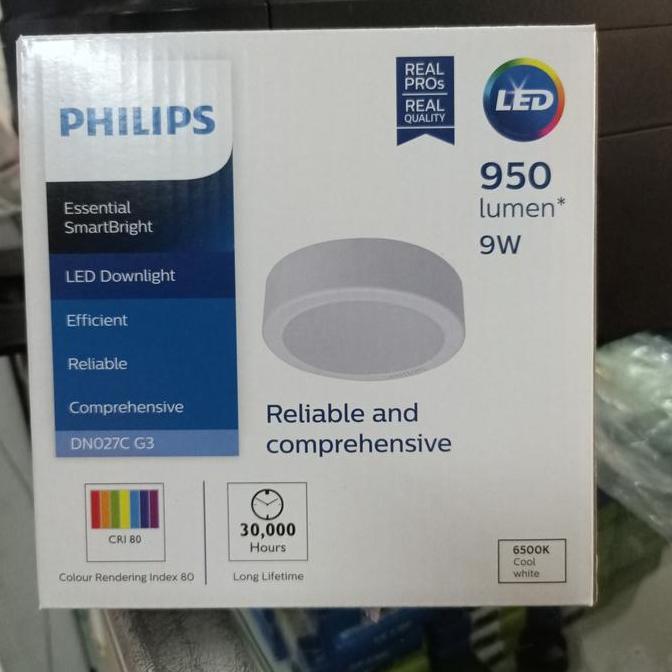 PHILIPS
Essential
SmartBright
LED Downlight
Efficient
Reliable
Comprehensive
DN027C G3
REAL
PROs
REAL
QUALITY
LED
950
lumen*
9W
Reliable and
comprehensive
CRI 80
Colour Rendering Index 80
30,000
Hours
Long Lifetime
6500K
Cool
white